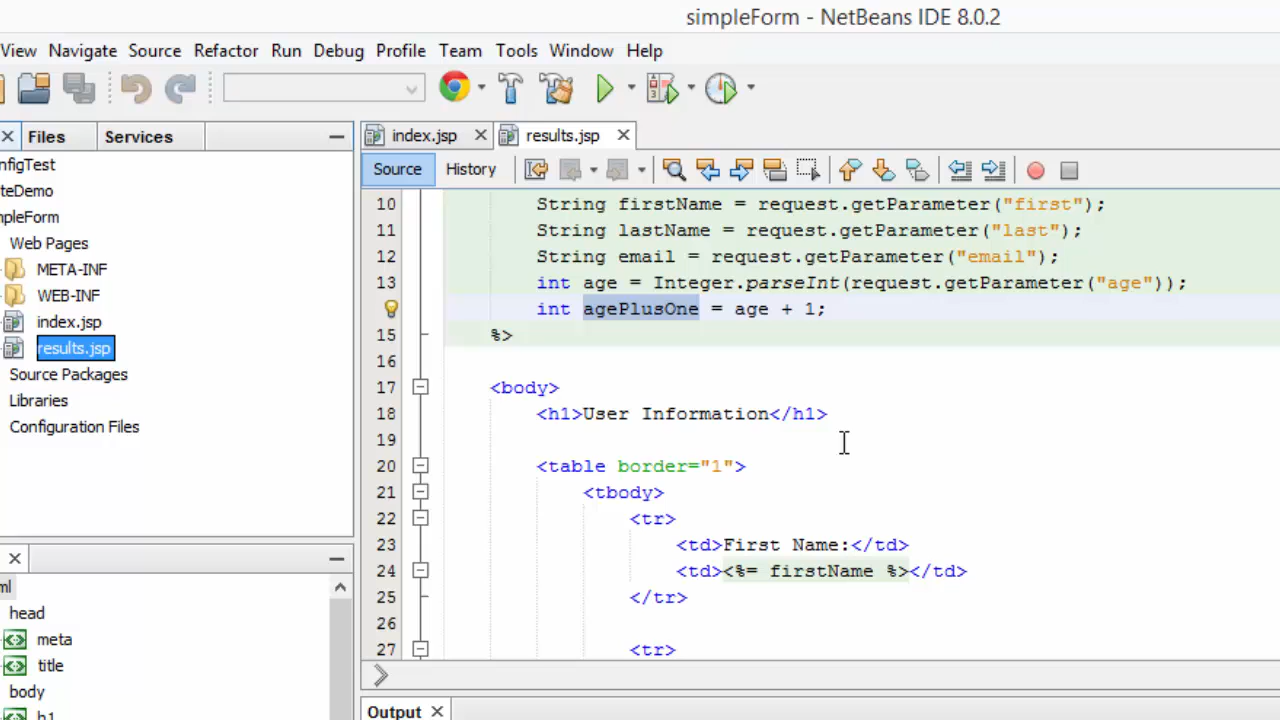 simpleForm - NetBeans IDE 8.0.2
View Navigate Source Refactor Run Debug Profile Team Tools Window Help
Files Services
index.jsp results.jsp
Source History
nfigTest
teDemo
mpleForm
Web Pages
META-INF
WEB-INF
index.jsp
results.jsp
Source Packages
Libraries
Configuration Files
ml
head
meta
title
body
h1
10 String firstName = request.getParameter("first");
11 String lastName = request.getParameter("last");
12 String email = request.getParameter("email");
13 int age = Integer.parseInt(request.getParameter("age"));
int agePlusOne = age + 1;
15 %>
16
17 <body>
18 <h1>User Information</h1>
19
20 <table border="1">
21 <tbody>
22 <tr>
23 <td>First Name:</td>
24 <td><%= firstName %></td>
25 </tr>
26
27 <tr>
Output